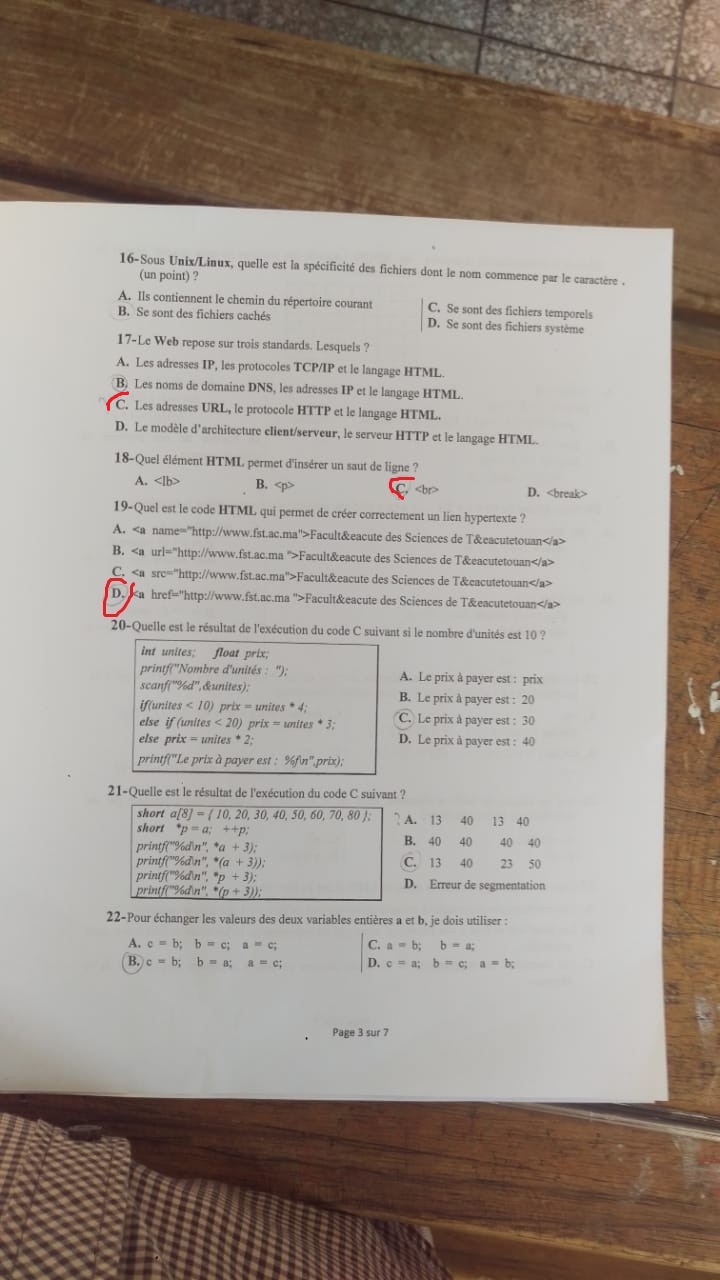 16-Sous Unix/Linux, quelle est la spécificité des fichiers dont le nom commence par le caractère .
(un point) ?
A. Ils contiennent le chemin du répertoire courant
B. Se sont des fichiers cachés
C. Se sont des fichiers temporels
D. Se sont des fichiers système
17-Le Web repose sur trois standards. Lesquels ?
A. Les adresses IP, les protocoles TCP/IP et le langage HTML.
B. Les noms de domaine DNS, les adresses IP et le langage HTML.
C. Les adresses URL, le protocole HTTP et le langage HTML.
D. Le modèle d'architecture client/serveur, le serveur HTTP et le langage HTML.
18-Quel élément HTML permet d'insérer un saut de ligne ?
A. <lb> B. <p> C. <br> D. <break>
19-Quel est le code HTML qui permet de créer correctement un lien hypertexte ?
A. <a name="http://www.fst.ac.ma">Facult&eacute des Sciences de T&eacutetouan</a>
B. <a url="http://www.fst.ac.ma ">Facult&eacute des Sciences de T&eacutetouan</a>
C. <a src="http://www.fst.ac.ma">Facult&eacute des Sciences de T&eacutetouan</a>
D. <a href="http://www.fst.ac.ma ">Facult&eacute des Sciences de T&eacutetouan</a>
20-Quelle est le résultat de l'exécution du code C suivant si le nombre d'unités est 10 ?
int unites; float prix;
printf("Nombre d'unités : ");
scanf("%d",&unites);
if(unites < 10) prix = unites * 4;
else if (unites < 20) prix = unites * 3;
else prix = unites * 2;
printf("Le prix à payer est : %f\n",prix);
A. Le prix à payer est : prix
B. Le prix à payer est : 20
C. Le prix à payer est : 30
D. Le prix à payer est : 40
21-Quelle est le résultat de l'exécution du code C suivant ?
short a[8] = { 10, 20, 30, 40, 50, 60, 70, 80 };
short *p = a; ++p;
printf("%d\n", *a + 3);
printf("%d\n", *(a + 3));
printf("%d\n", *p + 3);
printf("%d\n", *(p + 3));
? A. 13 40 13 40
B. 40 40 40 40
C. 13 40 23 50
D. Erreur de segmentation
22-Pour échanger les valeurs des deux variables entières a et b, je dois utiliser :
A. c = b; b = c; a = c;
B. c = b; b = a; a = c;
C. a = b; b = a;
D. c = a; b = c; a = b;
Page 3 sur 7